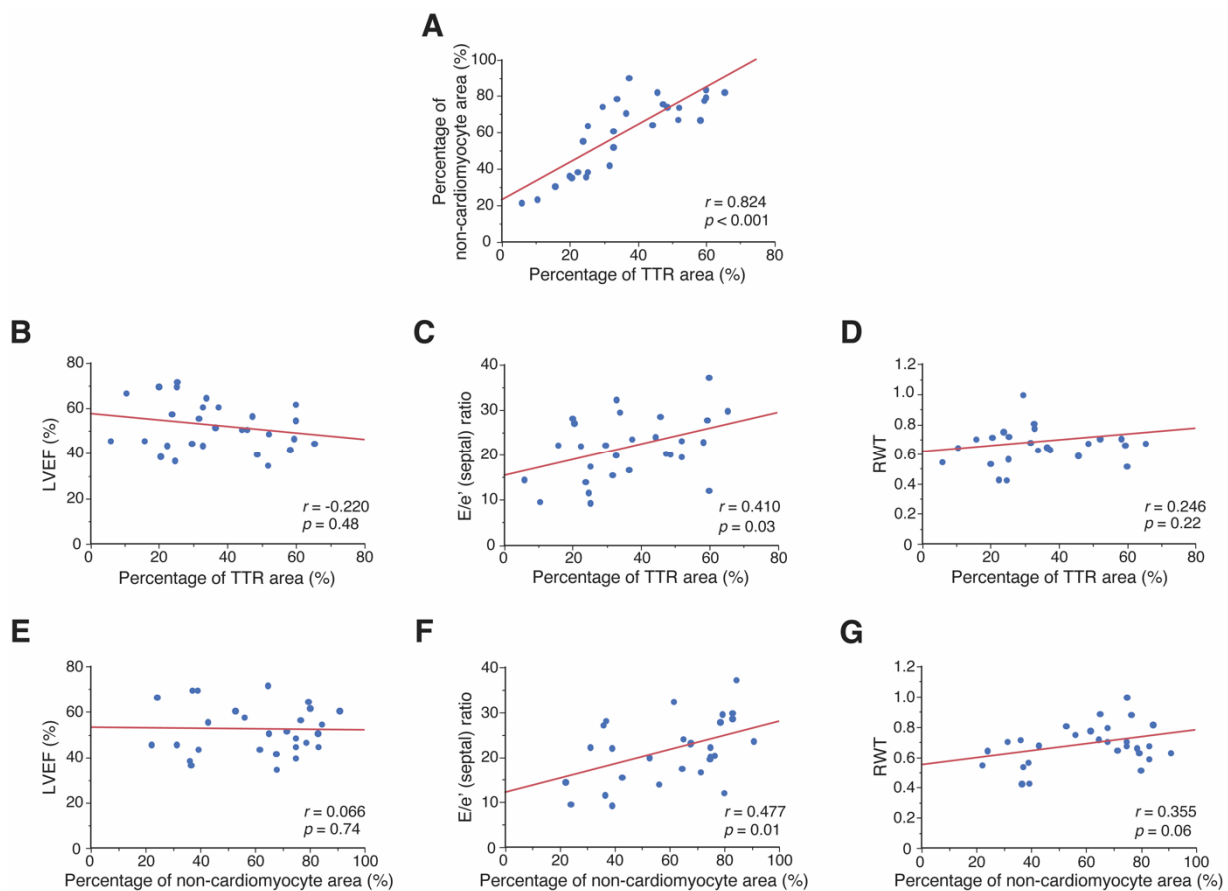 A
Percentage of
non-cardiomyocyte area (%)
100
80
60
40
20
0
r = 0.824
p < 0.001
0 20 40 60 80
Percentage of TTR area (%)
B
LVEF (%)
80
60
40
20
0
r = -0.220
p = 0.48
0 20 40 60 80
Percentage of TTR area (%)
C
E/e' (septal) ratio
40
30
20
10
0
r = 0.410
p = 0.03
0 20 40 60 80
Percentage of TTR area (%)
D
RWT
1.2
1.0
0.8
0.6
0.4
0.2
0
r = 0.246
p = 0.22
0 20 40 60 80
Percentage of TTR area (%)
E
LVEF (%)
80
60
40
20
0
r = 0.066
p = 0.74
0 20 40 60 80 100
Percentage of non-cardiomyocyte area (%)
F
E/e' (septal) ratio
40
30
20
10
0
r = 0.477
p = 0.01
0 20 40 60 80 100
Percentage of non-cardiomyocyte area (%)
G
RWT
1.2
1.0
0.8
0.6
0.4
0.2
0
r = 0.355
p = 0.06
0 20 40 60 80 100
Percentage of non-cardiomyocyte area (%)